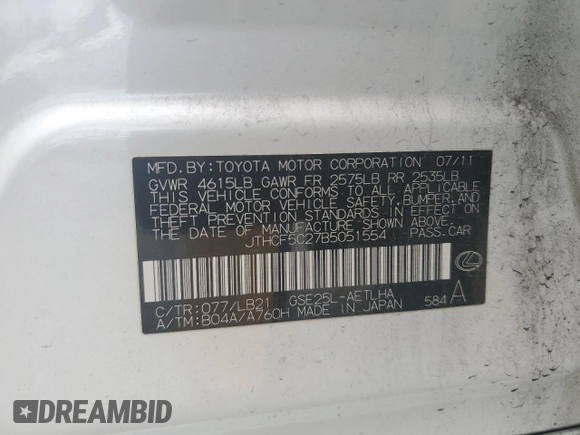 MFD. BY: TOYOTA MOTOR CORPORATION 07/11
GVWR 4615LB GAWR FR 2575LB RR 2535LB
THIS VEHICLE CONFORMS TO ALL APPLICABLE
FEDERAL MOTOR VEHICLE SAFETY, BUMPER, AND
THEFT PREVENTION STANDARDS IN EFFECT ON
THE DATE OF MANUFACTURE SHOWN ABOVE.
JTHCF5C27B5051554 PASS. CAR
C/TR: 077/LB21 GSE25L-AETLHA
A/TM: B04A/A760H MADE IN JAPAN 584 A
DREAMBID